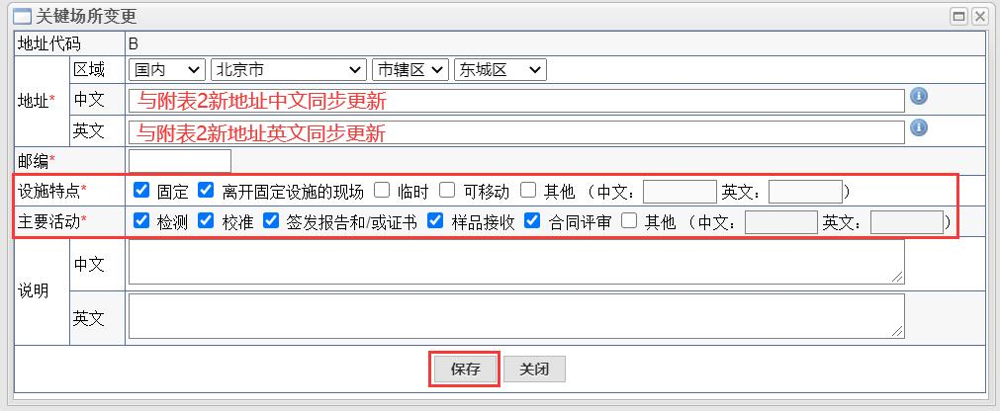 关键场所变更
地址代码 B
地址* 区域 国内 北京市 市辖区 东城区
中文 与附表2新地址中文同步更新
英文 与附表2新地址英文同步更新
邮编*
设施特点* 固定 离开固定设施的现场 临时 可移动 其他 （中文： 英文： ）
主要活动* 检测 校准 签发报告和/或证书 样品接收 合同评审 其他 （中文： 英文： ）
说明 中文
英文
保存 关闭